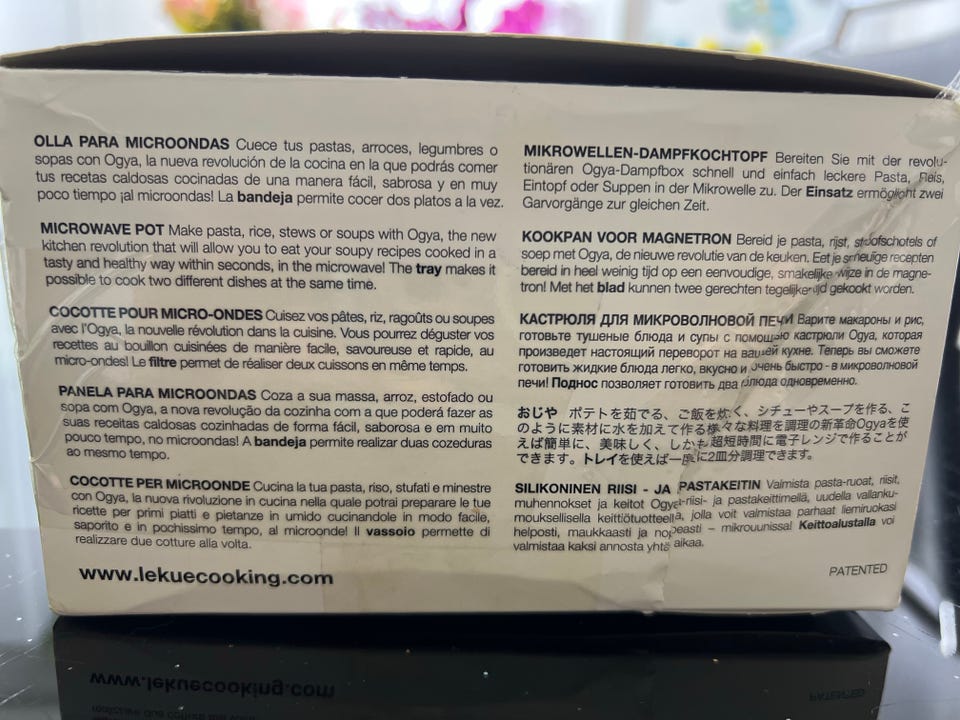 OLLA PARA MICROONDAS Cuece tus pastas, arroces, legumbres o
sopas con Ogya, la nueva revolución de la cocina en la que podrás comer
tus recetas caldosas cocinadas de una manera fácil, sabrosa y en muy
poco tiempo ¡al microondas! La bandeja permite cocer dos platos a la vez.
MICROWAVE POT Make pasta, rice, stews or soups with Ogya, the new
kitchen revolution that will allow you to eat your soupy recipes cooked in a
tasty and healthy way within seconds, in the microwave! The tray makes it
possible to cook two different dishes at the same time.
COCOTTE POUR MICRO-ONDES Cuisez vos pâtes, riz, ragoûts ou soupes
avec l'Ogya, la nouvelle révolution dans la cuisine. Vous pourrez déguster vos
recettes au bouillon cuisinées de manière facile, savoureuse et rapide, au
micro-ondes! Le filtre permet de réaliser deux cuissons en même temps.
PANELA PARA MICROONDAS Coza a sua massa, arroz, estofado ou
sopa com Ogya, a nova revolução da cozinha com a que poderá fazer as
suas receitas caldosas cozinhadas de forma fácil, saborosa e em muito
pouco tempo, no microondas! A bandeja permite realizar duas cozeduras
ao mesmo tempo.
COCOTTE PER MICROONDE Cucina la tua pasta, riso, stufati e minestre
con Ogya, la nuova rivoluzione in cucina nella quale potrai preparare le tue
ricette per primi piatti e pietanze in umido cucinandole in modo facile,
saporito e in pochissimo tempo, al microonde! Il vassoio permette di
realizzare due cotture alla volta.
www.lekuecooking.com
MIKROWELLEN-DAMPFKOCHTOPF Bereiten Sie mit der revolu-
tionären Ogya-Dampfbox schnell und einfach leckere Pasta, Reis,
Eintopf oder Suppen in der Mikrowelle zu. Der Einsatz ermöglicht zwei
Garvorgänge zur gleichen Zeit.
KOOKPAN VOOR MAGNETRON Bereid je pasta, rijst, stoofschotels of
soep met Ogya, de nieuwe revolutie van de keuken. Eet je smeuïge recepten
bereid in heel weinig tijd op een eenvoudige, smakelijke wijze in de magne-
tron! Met het blad kunnen twee gerechten tegelijkertijd gekookt worden.
КАСТРЮЛЯ ДЛЯ МИКРОВОЛНОВОЙ ПЕЧИ Варите макароны и рис,
готовьте тушеные блюда и супы с помощью кастрюли Ogya, которая
произведет настоящий переворот на вашей кухне. Теперь вы сможете
готовить жидкие блюда легко, вкусно и очень быстро - в микроволновой
печи! Поднос позволяет готовить два блюда одновременно.
おじや ポテトを茹でる、ご飯を炊く、シチューやスープを作る、こ
のように素材に水を加えて作る様々な料理を調理の新革命Ogyaを使
えば簡単に、美味しく、しかも超短時間に電子レンジで作ることが
できます。トレイを使えば一度に2皿分調理できます。
SILIKONINEN RIISI - JA PASTAKEITIN Valmista pasta-ruoat, riisit,
muhennokset ja keitot Ogya-riisi- ja pastakeittimellä, uudella vallanku-
mouksellisella keittiötuotteella, jolla voit valmistaa parhaat liemiruokasi
helposti, maukkaasti ja nopeasti – mikrouunissa! Keittoalustalla voi
valmistaa kaksi annosta yhtä aikaa.
PATENTED